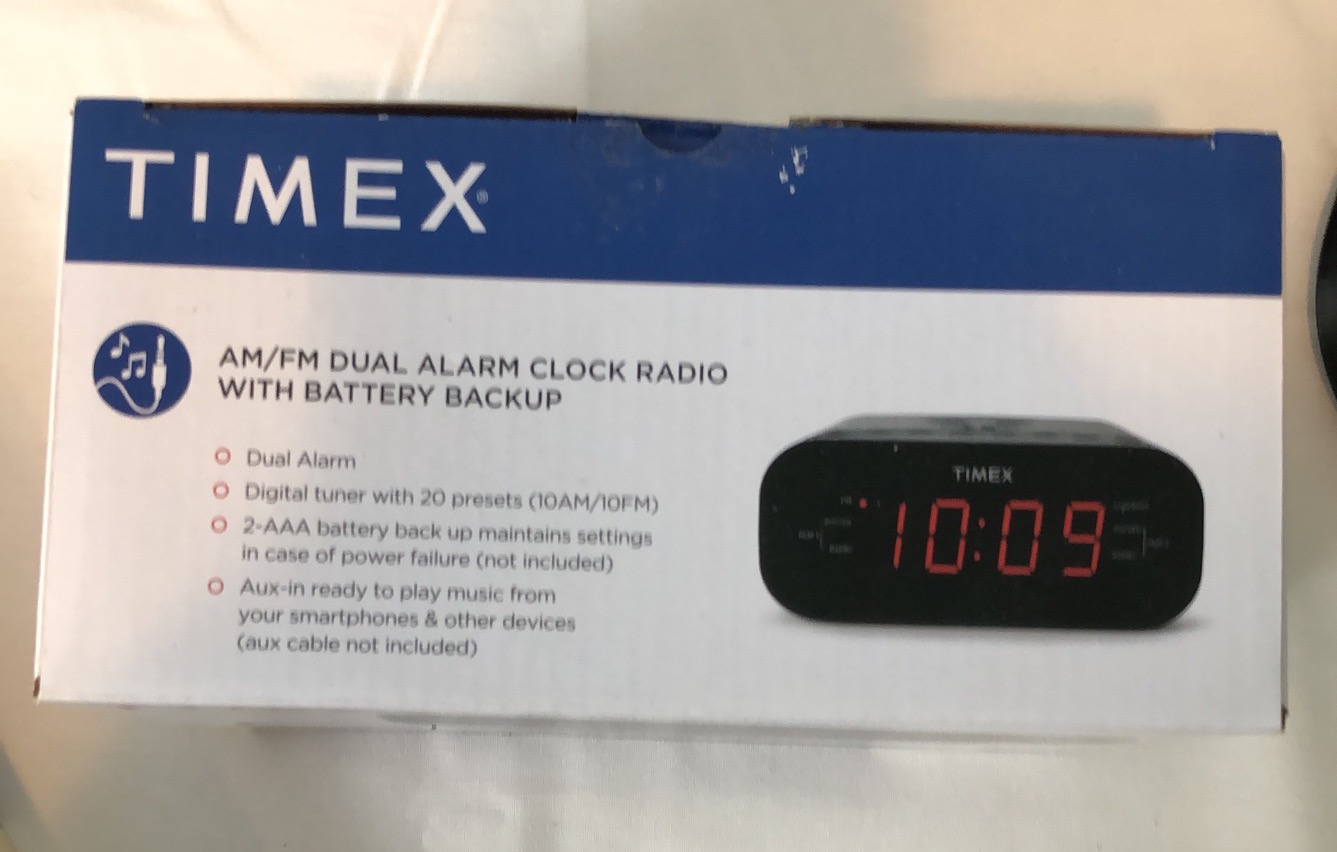 TIMEX®
AM/FM DUAL ALARM CLOCK RADIO
WITH BATTERY BACKUP
Dual Alarm
Digital tuner with 20 presets (10AM/10FM)
2-AAA battery back up maintains settings
in case of power failure (not included)
Aux-in ready to play music from
your smartphones & other devices
(aux cable not included)
TIMEX
10:09